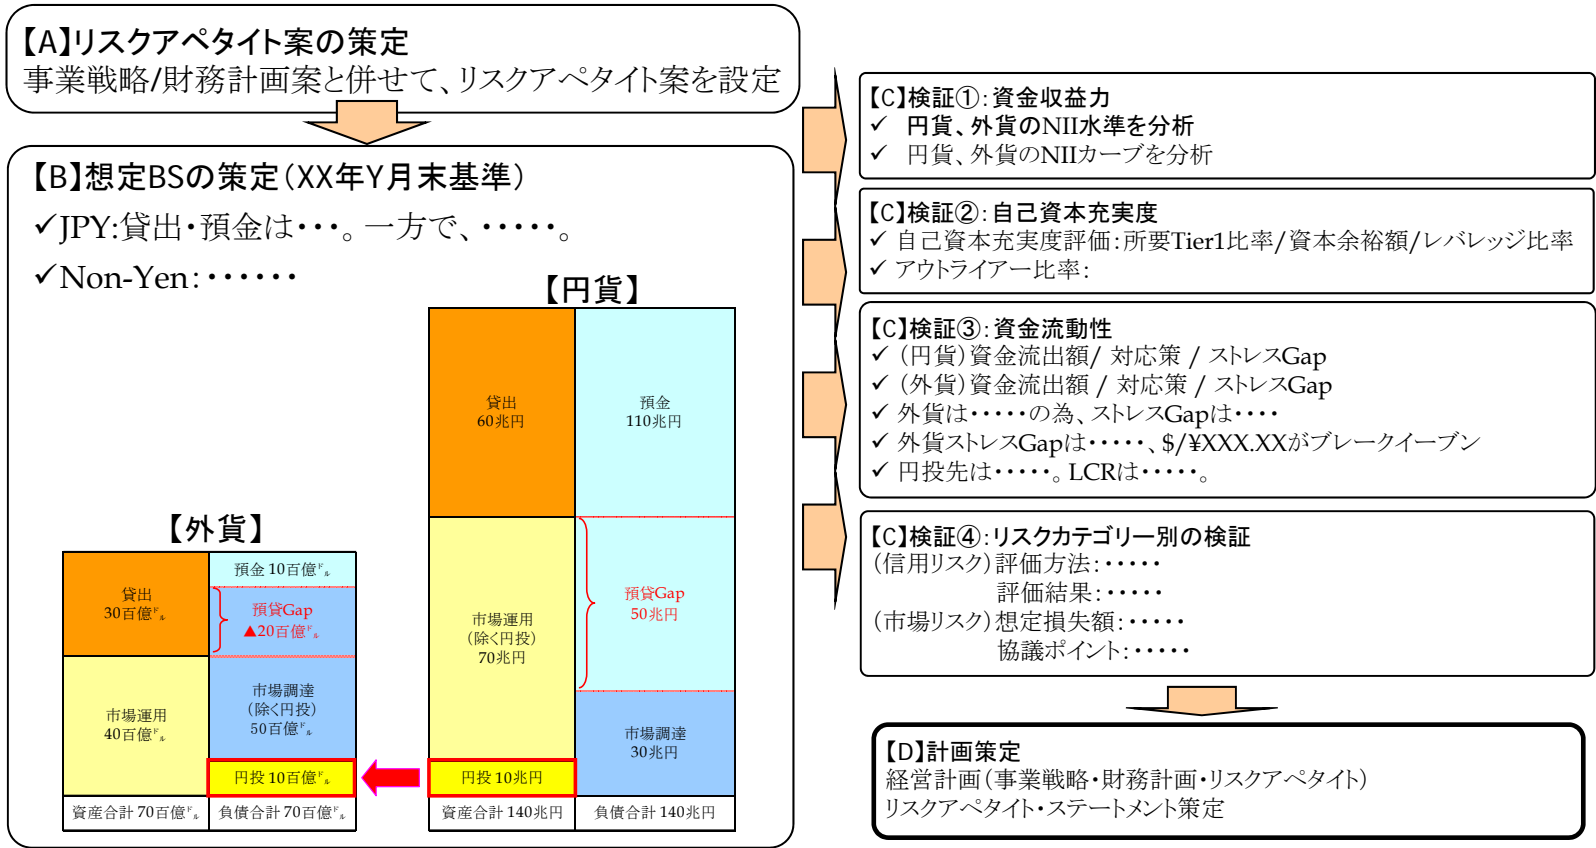 【A】リスクアペタイト案の策定
事業戦略/財務計画案と併せて、リスクアペタイト案を設定
【B】想定BSの策定(XX年Y月末基準)
✓JPY:貸出・預金は・・・。一方で、・・・・・。
✓Non-Yen:・・・・・・
【外貨】
貸出
30百億㌦
市場運用
40百億㌦
資産合計 70百億㌦
預金 10百億㌦
預貸Gap
▲20百億㌦
市場調達
(除く円投)
50百億㌦
円投 10百億㌦
負債合計 70百億㌦
【円貨】
貸出
60兆円
市場運用
(除く円投)
70兆円
円投 10兆円
資産合計 140兆円
預金
110兆円
預貸Gap
50兆円
市場調達
30兆円
負債合計 140兆円
【C】検証①:資金収益力
✓ 円貨、外貨のNII水準を分析
✓ 円貨、外貨のNIIカーブを分析
【C】検証②:自己資本充実度
✓ 自己資本充実度評価:所要Tier1比率/資本余裕額/レバレッジ比率
✓ アウトライアー比率:
【C】検証③:資金流動性
✓ (円貨)資金流出額/ 対応策 / ストレスGap
✓ (外貨)資金流出額 / 対応策 / ストレスGap
✓ 外貨は・・・・・の為、ストレスGapは・・・・
✓ 外貨ストレスGapは・・・・・、$/¥XXX.XXがブレークイーブン
✓ 円投先は・・・・・。LCRは・・・・・。
【C】検証④:リスクカテゴリー別の検証
(信用リスク)評価方法:・・・・・
評価結果:・・・・・
(市場リスク)想定損失額:・・・・・
協議ポイント:・・・・・
【D】計画策定
経営計画(事業戦略・財務計画・リスクアペタイト)
リスクアペタイト・ステートメント策定